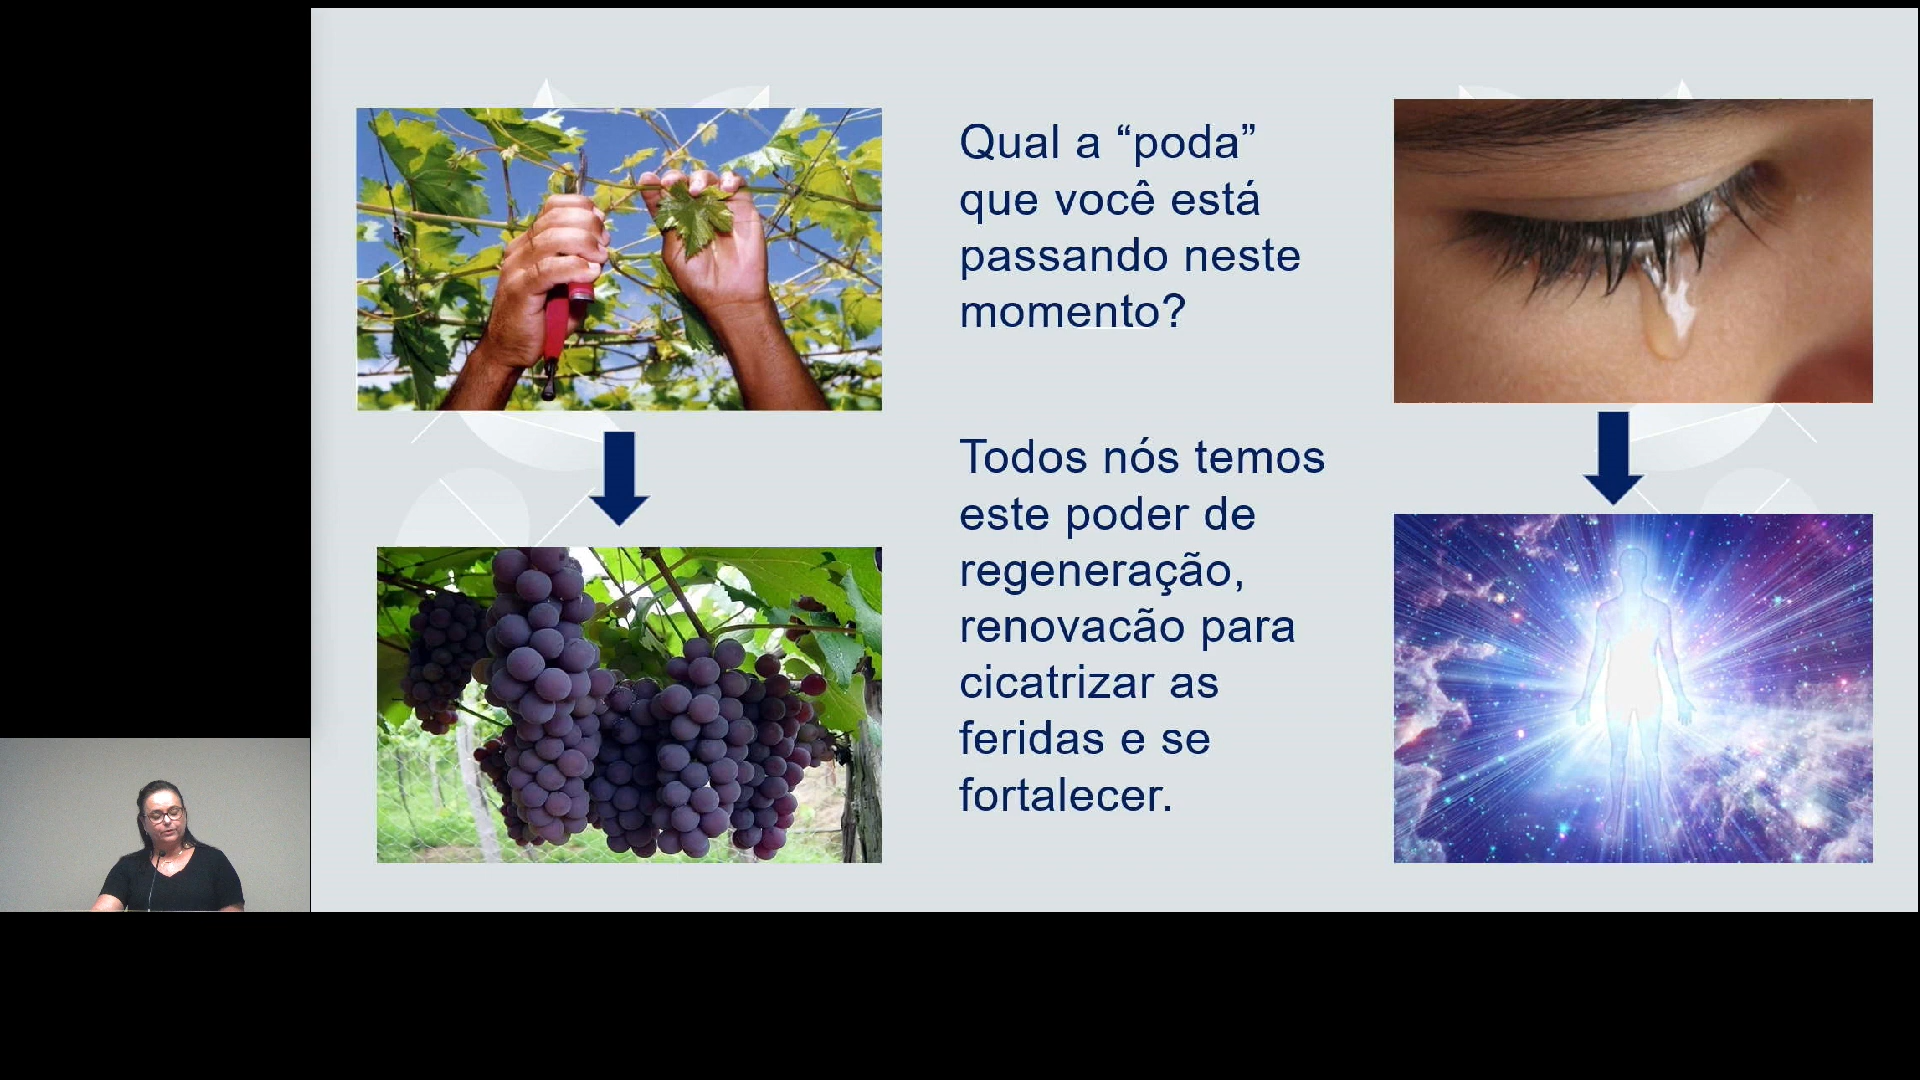 Qual a “poda”
que você está
passando neste
momento?
Todos nós temos
este poder de
regeneração,
renovacão para
cicatrizar as
feridas e se
fortalecer.